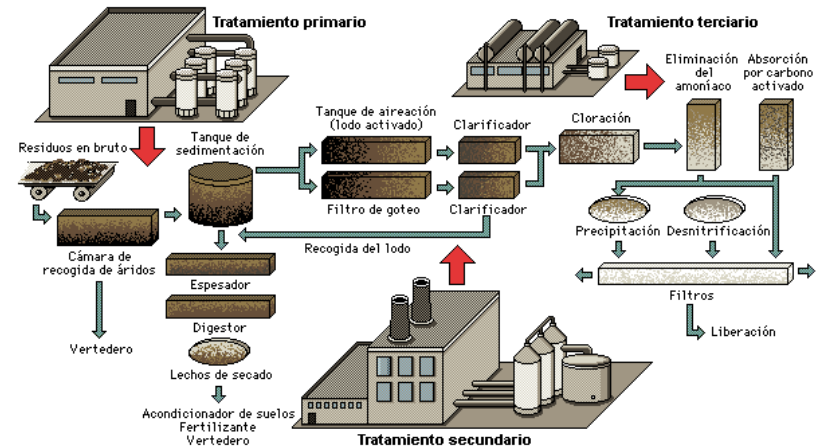 Tratamiento primario
Tratamiento terciario
Residuos en bruto
Tanque de
sedimentación
Tanque de aireación
(lodo activado)
Clarificador
Cloración
Eliminación
del
amoníaco
Absorción
por carbono
activado
Filtro de goteo
Clarificador
Recogida del lodo
Cámara de
recogida de áridos
Vertedero
Espesador
Digestor
Lechos de secado
Acondicionador de suelos
Fertilizante
Vertedero
Precipitación
Desnitrificación
Filtros
Liberación
Tratamiento secundario